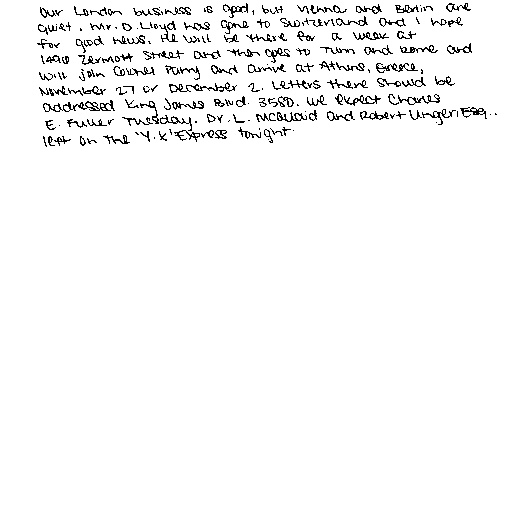 our London business is good, but Vienna and Berlin are
quiet. Mr. D. Lloyd has gone to Switzerland and I hope
for good news. He will be there for a week at
1496 Zermott Street and then goes to Turn and Rome and
will join Colonel Parry and arrive at Athens, Greece,
November 27 or December 2. Letters there should be
addressed King James Blvd. 3580. We expect Charles
E. Fuller Tuesday. Dr. L. McQuaid and Robert Unger, Esq..
left on the 'Y.X' Express tonight.